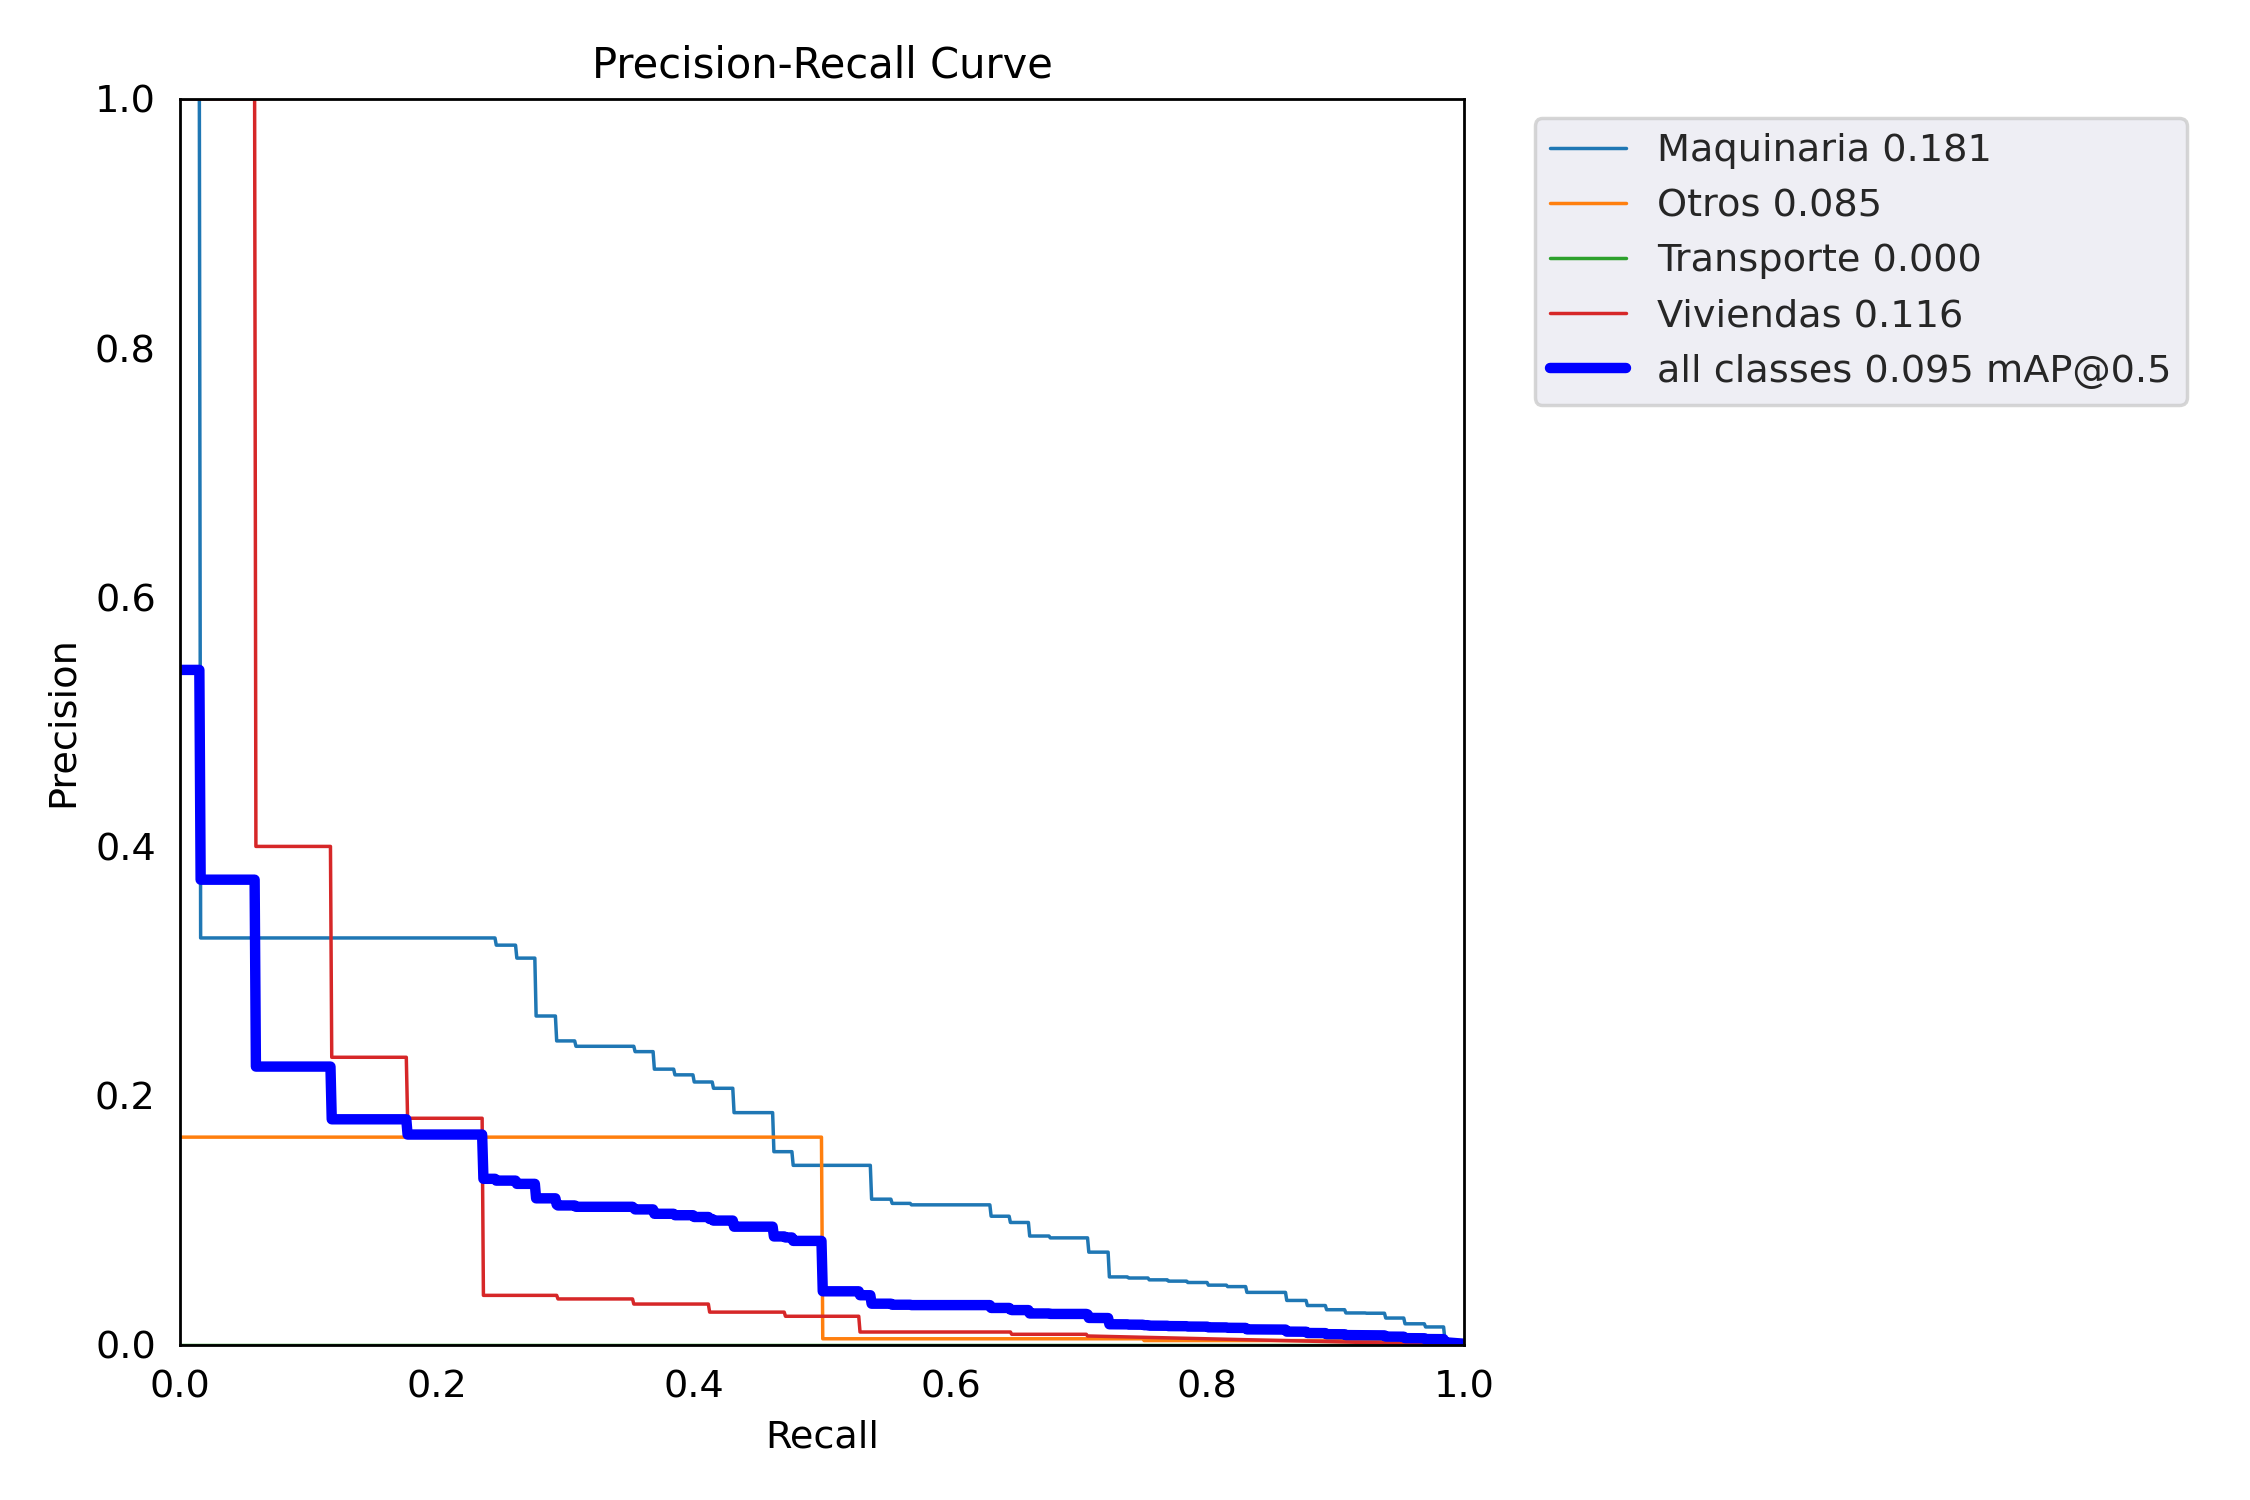 Precision-Recall Curve
1.0
0.8
0.6
0.4
0.2
0.0
Precision
0.0 0.2 0.4 0.6 0.8 1.0
Recall
Maquinaria 0.181
Otros 0.085
Transporte 0.000
Viviendas 0.116
all classes 0.095 mAP@0.5